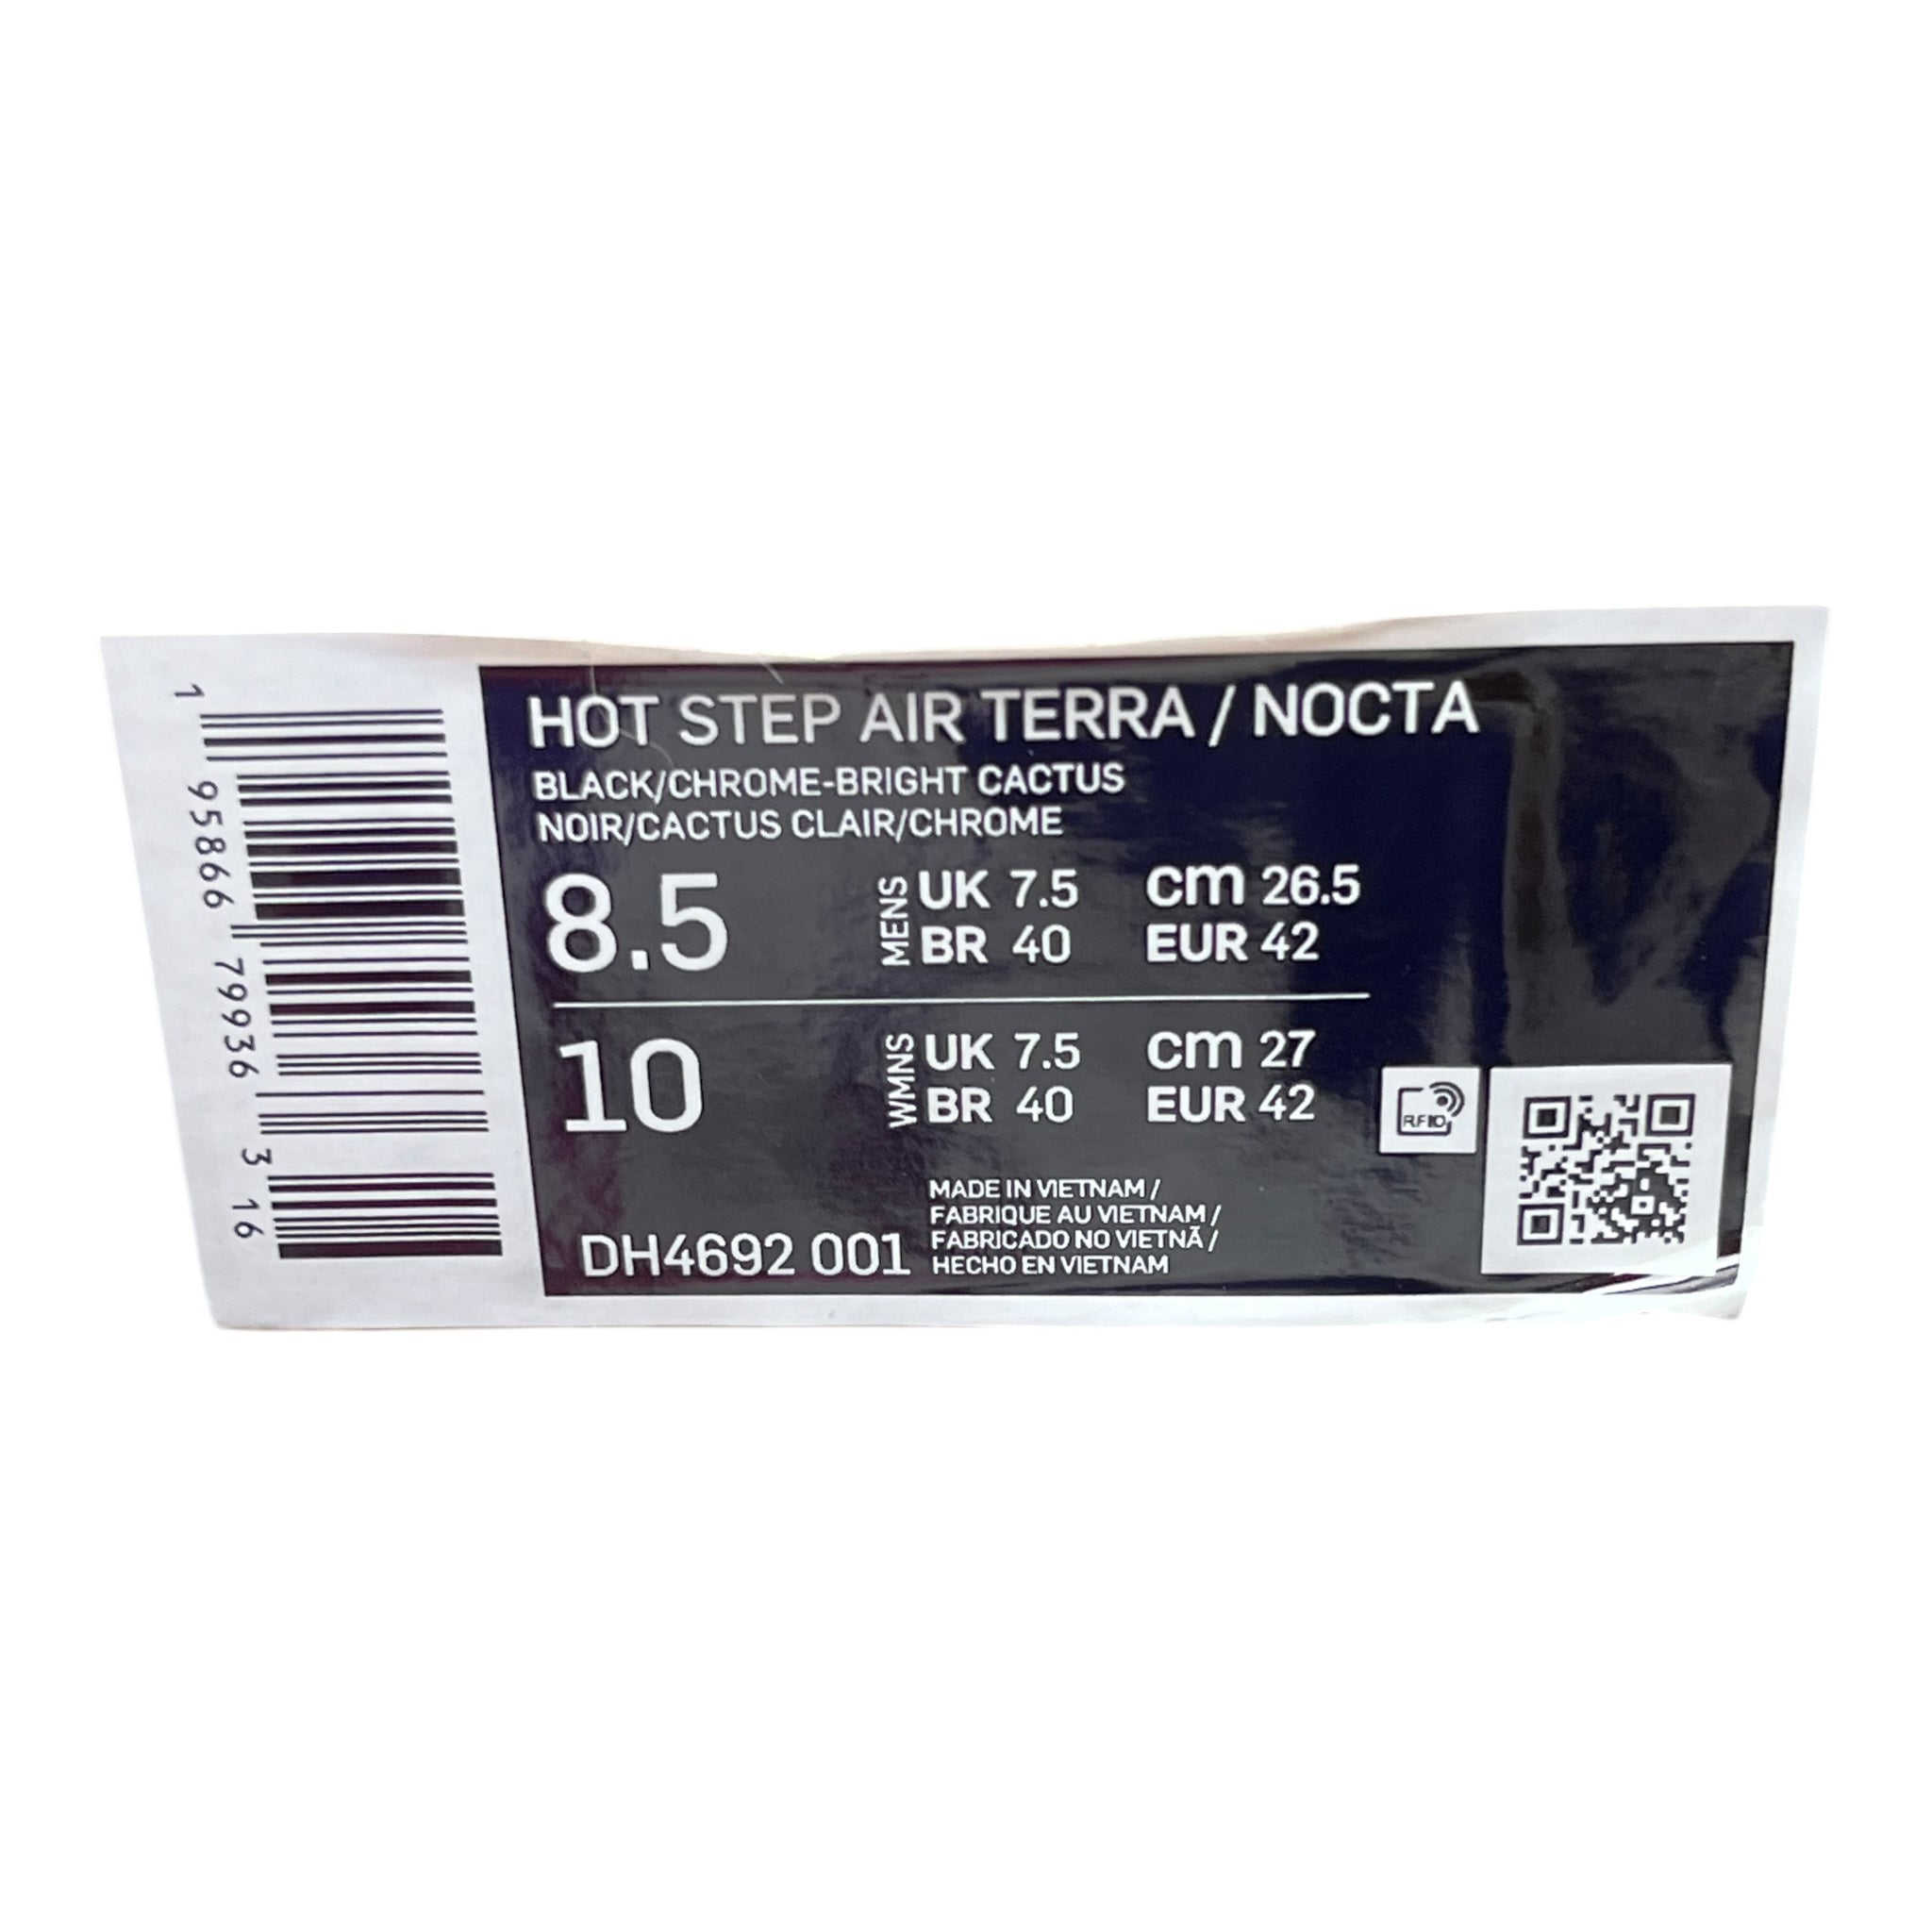 HOT STEP AIR TERRA / NOCTA
BLACK/CHROME-BRIGHT CACTUS
NOIR/CACTUS CLAIR/CHROME
8.5 MENS UK 7.5 cm 26.5
BR 40 EUR 42
10 WMNS UK 7.5 cm 27
BR 40 EUR 42
RFID
MADE IN VIETNAM /
FABRIQUE AU VIETNAM /
FABRICADO NO VIETNÃ /
HECHO EN VIETNAM
DH4692 001
1 95866 79936 3 16